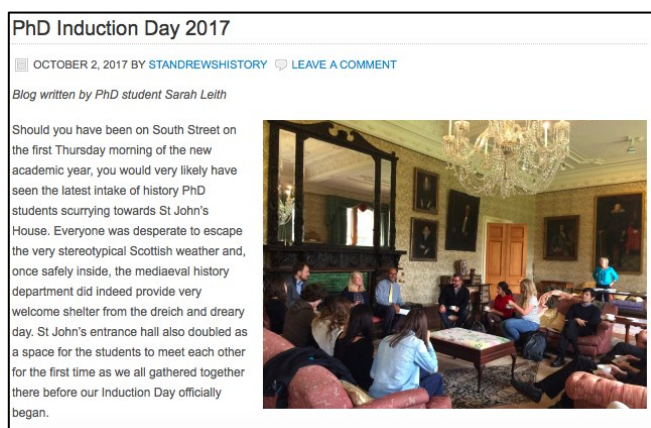 PhD Induction Day 2017
OCTOBER 2, 2017 BY STANDREWSHISTORY LEAVE A COMMENT
Blog written by PhD student Sarah Leith
Should you have been on South Street on
the first Thursday morning of the new
academic year, you would very likely have
seen the latest intake of history PhD
students scurrying towards St John's
House. Everyone was desperate to escape
the very stereotypical Scottish weather and,
once safely inside, the mediaeval history
department did indeed provide very
welcome shelter from the dreich and dreary
day. St John's entrance hall also doubled as
a space for the students to meet each other
for the first time as we all gathered together
there before our Induction Day officially
began.